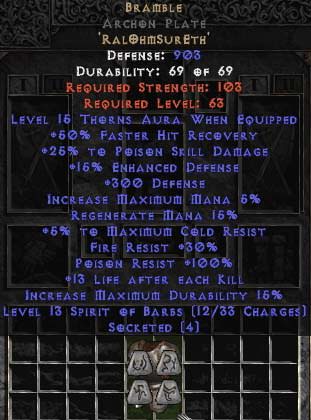 Bramble
Archon Plate
'RalOhmSurEth'
Defense: 903
Durability: 69 of 69
Required Strength: 103
Required Level: 63
Level 15 Thorns Aura When Equipped
+50% Faster Hit Recovery
+25% to Poison Skill Damage
+15% Enhanced Defense
+300 Defense
Increase Maximum Mana 5%
Regenerate Mana 15%
+5% to Maximum Cold Resist
Fire Resist +30%
Poison Resist +100%
+13 Life after each Kill
Increase Maximum Durability 15%
Level 13 Spirit of Barbs (12/33 Charges)
Socketed (4)